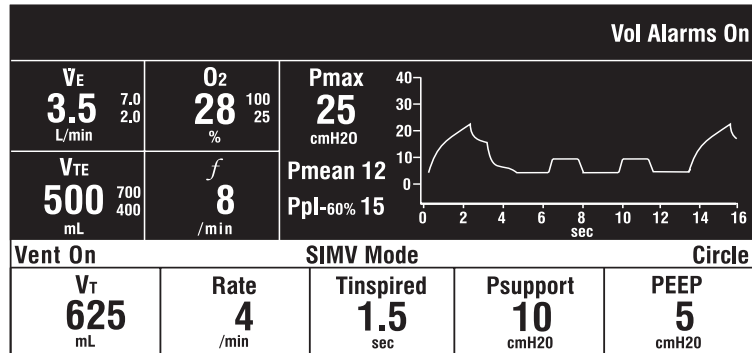 Vol Alarms On
V̇E O2 Pmax
3.5 7.0 2.0 L/min
28 100 25 %
25 cmH2O
VTE f
500 700 400 mL
8 /min
Pmean 12
Ppl-60% 15
40
30
20
10
0
0 2 4 6 8 10 12 14 16
sec
Vent On SIMV Mode Circle
VT Rate Tinspired Psupport PEEP
625 4 1.5 10 5
mL /min sec cmH2O cmH2O